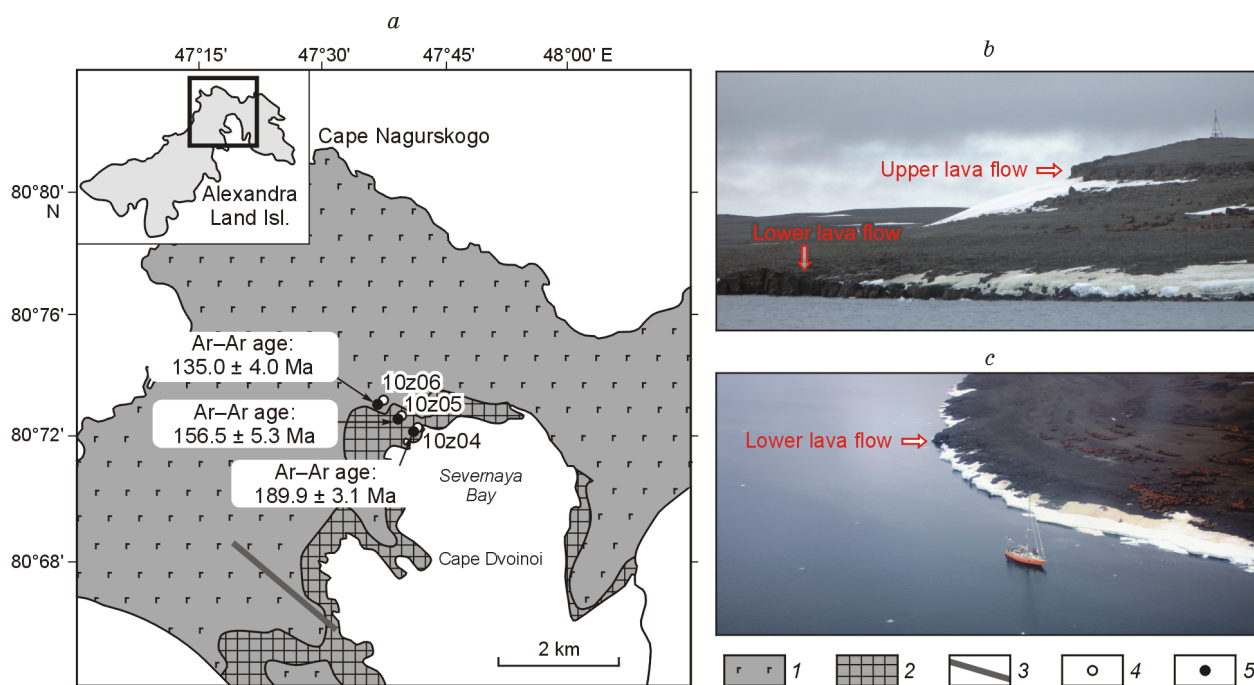 a
47°15'
47°30'
47°45'
48°00' E
Cape Nagurskogo
Alexandra
Land Isl.
80°80'
N
80°76'
80°72'
80°68'
Ar–Ar age:
135.0 ± 4.0 Ma
10z06
10z05
Ar–Ar age:
156.5 ± 5.3 Ma
10z04
Ar–Ar age:
189.9 ± 3.1 Ma
Severnaya
Bay
Cape Dvoinoi
2 km
b
Upper lava flow
Lower lava flow
c
Lower lava flow
1
2
3
4
5